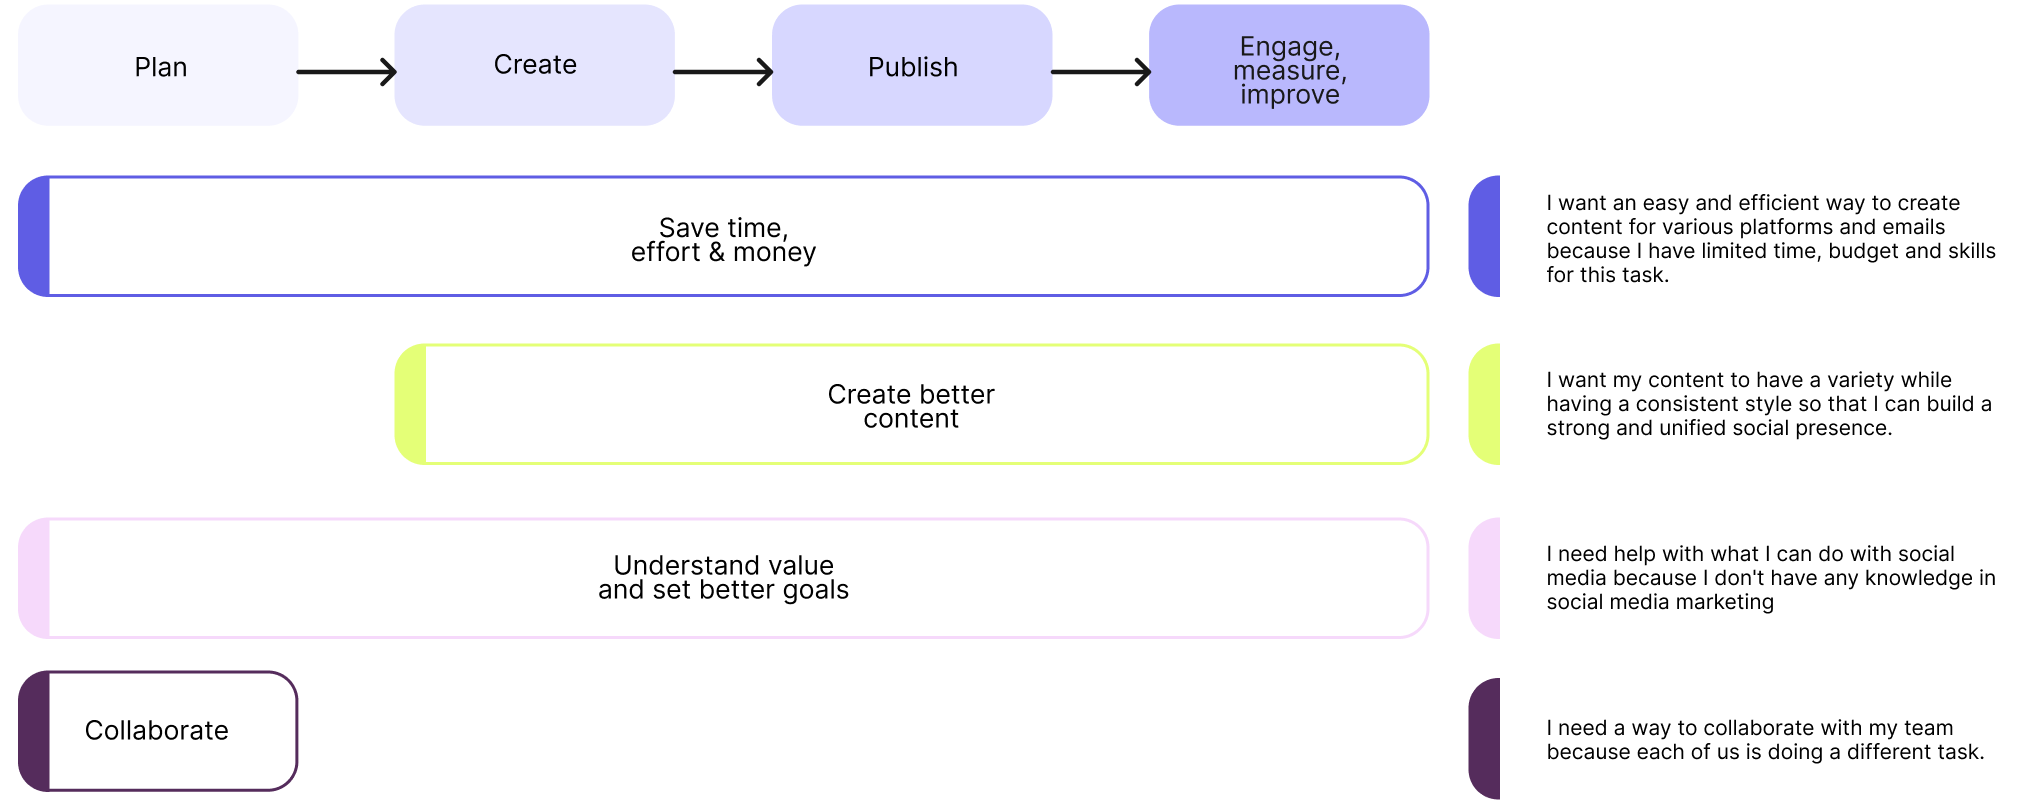 Plan
Create
Publish
Engage,
measure,
improve
Save time,
effort & money
I want an easy and efficient way to create
content for various platforms and emails
because I have limited time, budget and skills
for this task.
Create better
content
I want my content to have a variety while
having a consistent style so that I can build a
strong and unified social presence.
Understand value
and set better goals
I need help with what I can do with social
media because I don't have any knowledge in
social media marketing
Collaborate
I need a way to collaborate with my team
because each of us is doing a different task.